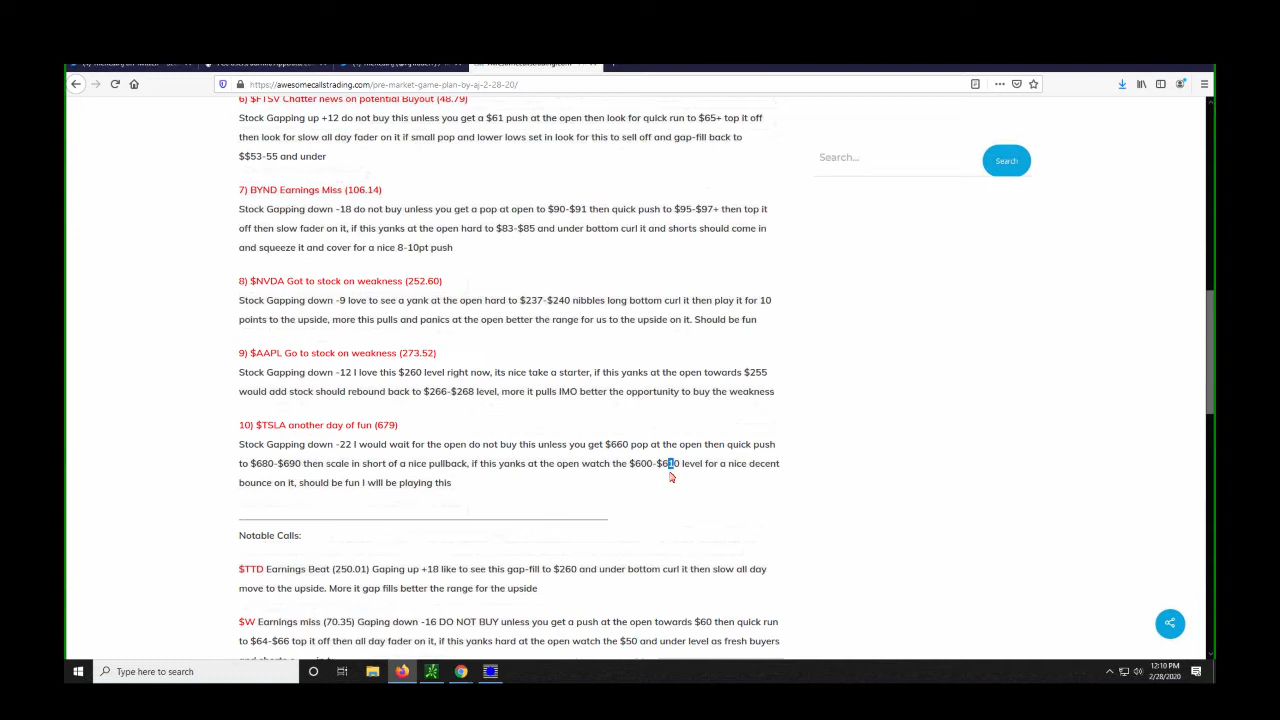 https://awesomecallstrading.com/pre-market-game-plan-by-aj-2-28-20/
6) $FTSV Chatter news on potential Buyout (48.79)
Stock Gapping up +12 do not buy this unless you get a $61 push at the open then look for quick run to $65+ top it off
then look for slow all day fader on it if small pop and lower lows set in look for this to sell off and gap-fill back to
$$53-55 and under
Search...
Search
7) BYND Earnings Miss (106.14)
Stock Gapping down -18 do not buy unless you get a pop at open to $90-$91 then quick push to $95-$97+ then top it
off then slow fader on it, if this yanks at the open hard to $83-$85 and under bottom curl it and shorts should come in
and squeeze it and cover for a nice 8-10pt push
8) $NVDA Got to stock on weakness (252.60)
Stock Gapping down -9 love to see a yank at the open hard to $237-$240 nibbles long bottom curl it then play it for 10
points to the upside, more this pulls and panics at the open better the range for us to the upside on it. Should be fun
9) $AAPL Go to stock on weakness (273.52)
Stock Gapping down -12 I love this $260 level right now, its nice take a starter, if this yanks at the open towards $255
would add stock should rebound back to $266-$268 level, more it pulls IMO better the opportunity to buy the weakness
10) $TSLA another day of fun (679)
Stock Gapping down -22 I would wait for the open do not buy this unless you get $660 pop at the open then quick push
to $680-$690 then scale in short of a nice pullback, if this yanks at the open watch the $600-$610 level for a nice decent
bounce on it, should be fun I will be playing this
Notable Calls:
$TTD Earnings Beat (250.01) Gaping up +18 like to see this gap-fill to $260 and under bottom curl it then slow all day
move to the upside. More it gap fills better the range for the upside
$W Earnings miss (70.35) Gaping down -16 DO NOT BUY unless you get a push at the open towards $60 then quick run
to $64-$66 top it off then all day fader on it, if this yanks hard at the open watch the $50 and under level as fresh buyers
Type here to search
12:10 PM
2/28/2020